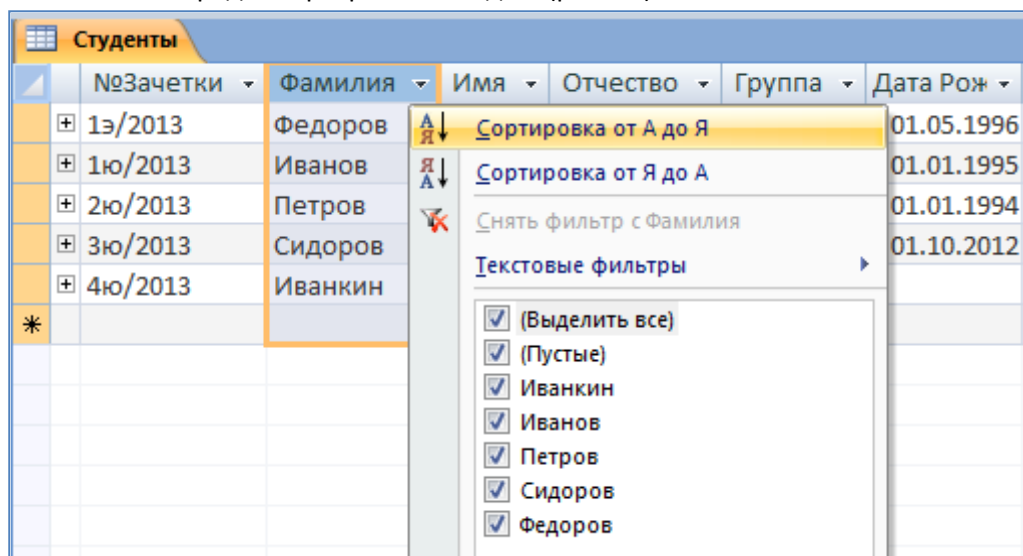 Студенты
№Зачетки Фамилия Имя Отчество Группа Дата Рож
1э/2013 Федоров Сортировка от А до Я 01.05.1996
1ю/2013 Иванов Сортировка от Я до А 01.01.1995
2ю/2013 Петров Снять фильтр с Фамилия 01.01.1994
3ю/2013 Сидоров Текстовые фильтры 01.10.2012
4ю/2013 Иванкин
(Выделить все)
(Пустые)
Иванкин
Иванов
Петров
Сидоров
Федоров